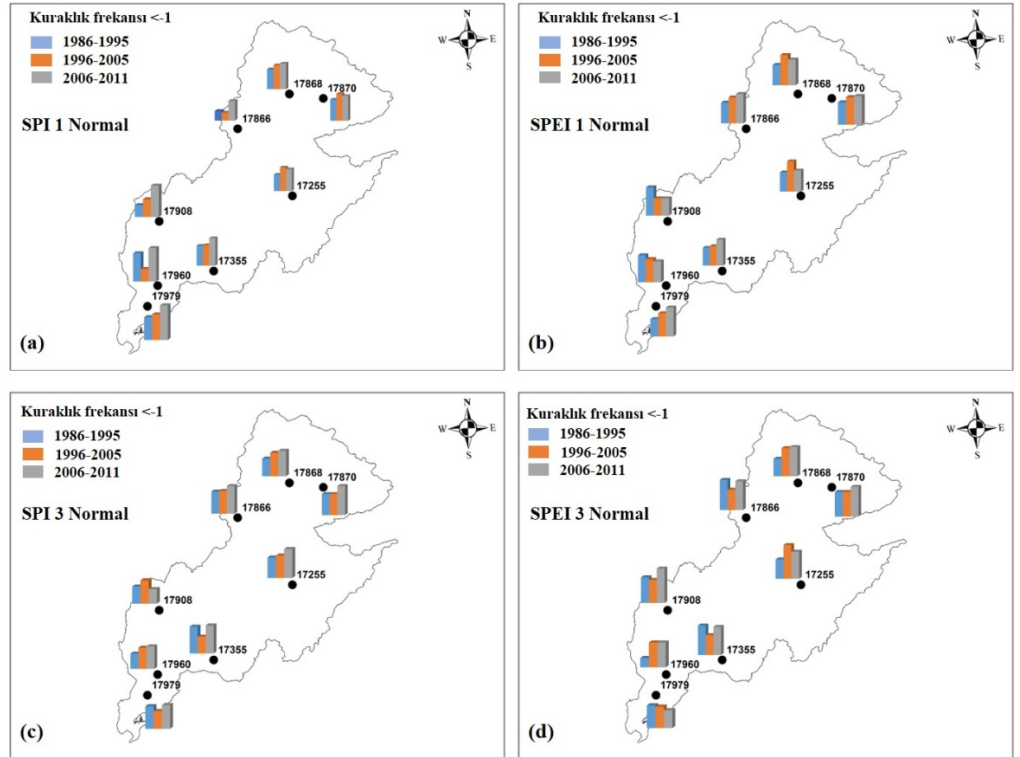 Kuraklık frekansı <-1
1986-1995
1996-2005
2006-2011
SPI 1 Normal
N
W E
S
17868
17870
17866
17255
17908
17355
17960
17979
(a)
Kuraklık frekansı <-1
1986-1995
1996-2005
2006-2011
SPEI 1 Normal
N
W E
S
17868
17870
17866
17255
17908
17355
17960
17979
(b)
Kuraklık frekansı <-1
1986-1995
1996-2005
2006-2011
SPI 3 Normal
N
W E
S
17868
17870
17866
17255
17908
17355
17960
17979
(c)
Kuraklık frekansı <-1
1986-1995
1996-2005
2006-2011
SPEI 3 Normal
N
W E
S
17868
17870
17866
17255
17908
17355
17960
17979
(d)